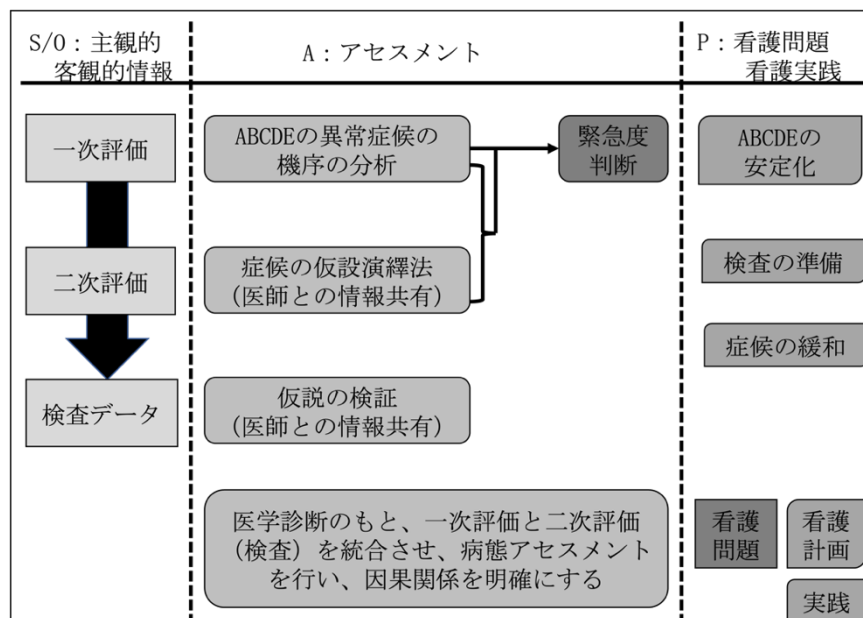 S/O：主観的
客観的情報
A：アセスメント
P：看護問題
看護実践
一次評価
ABCDEの異常症候の
機序の分析
緊急度
判断
ABCDEの
安定化
二次評価
症候の仮設演繹法
(医師との情報共有)
検査の準備
症候の緩和
検査データ
仮説の検証
(医師との情報共有)
医学診断のもと、一次評価と二次評価
(検査）を統合させ、病態アセスメント
を行い、因果関係を明確にする
看護
問題
看護
計画
実践